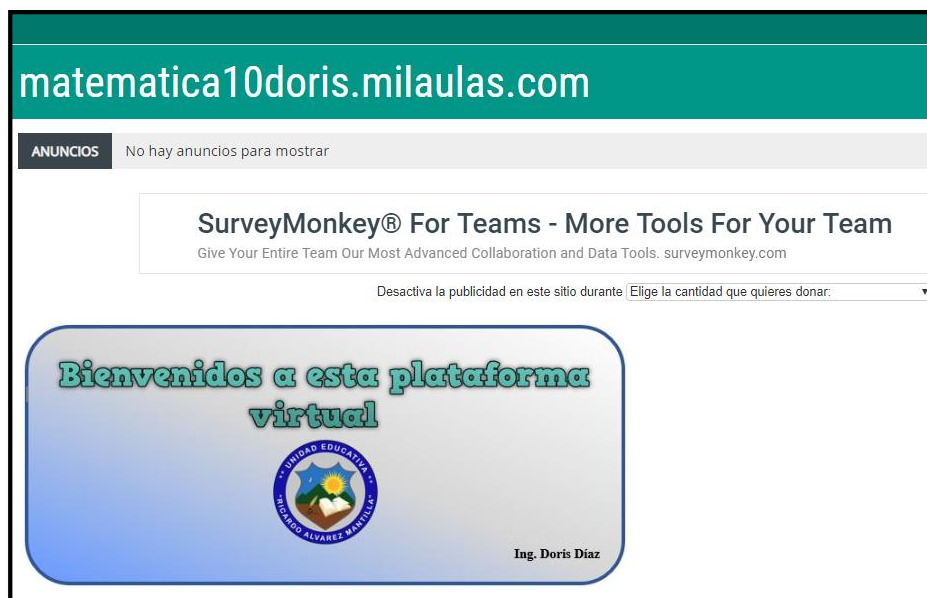 matematica10doris.milaulas.com
ANUNCIOS No hay anuncios para mostrar
SurveyMonkey® For Teams - More Tools For Your Team
Give Your Entire Team Our Most Advanced Collaboration and Data Tools. surveymonkey.com
Desactiva la publicidad en este sitio durante Elige la cantidad que quieres donar:
Bienvenidos a esta plataforma
virtual
** UNIDAD EDUCATIVA **
"RICARDO ALVAREZ MANTILLA"
Ing. Doris Díaz